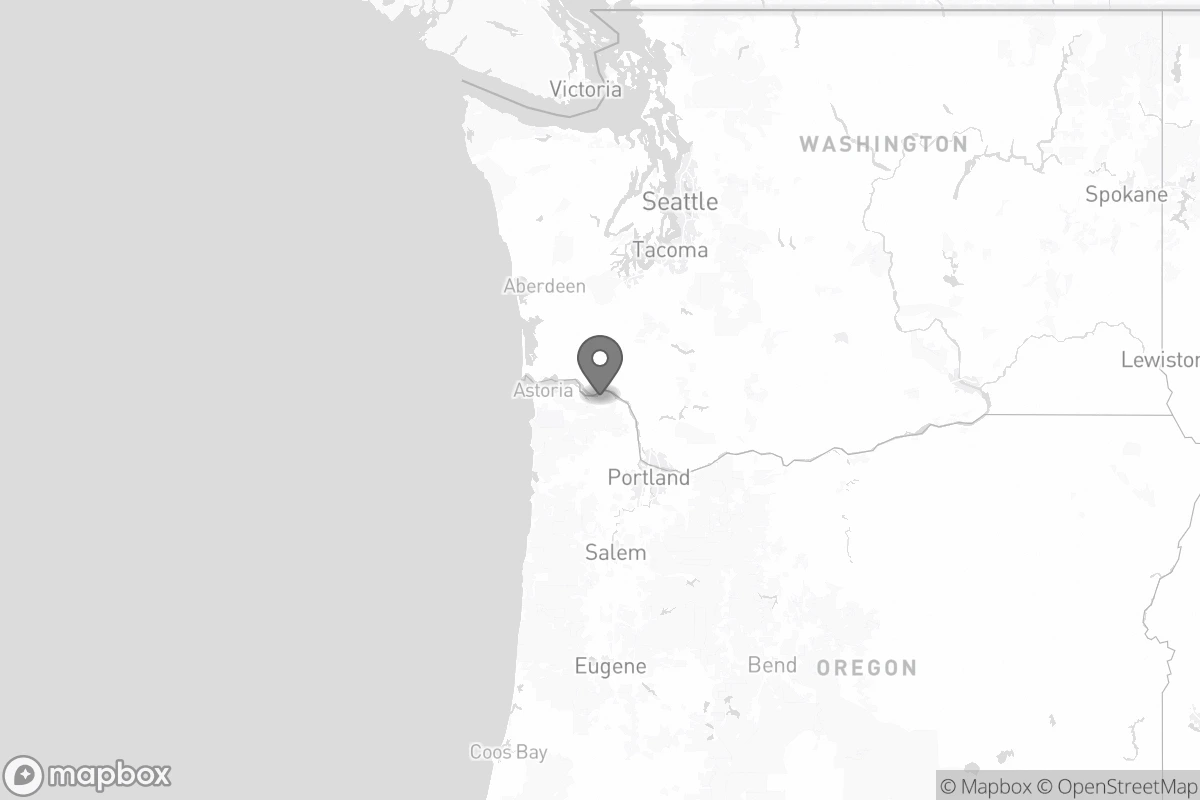 Victoria
WASHINGTON
Spokane
Seattle
Tacoma
Aberdeen
Lewiston
Astoria
Portland
Salem
Eugene
Bend
OREGON
Coos Bay
mapbox
© Mapbox © OpenStreetMap